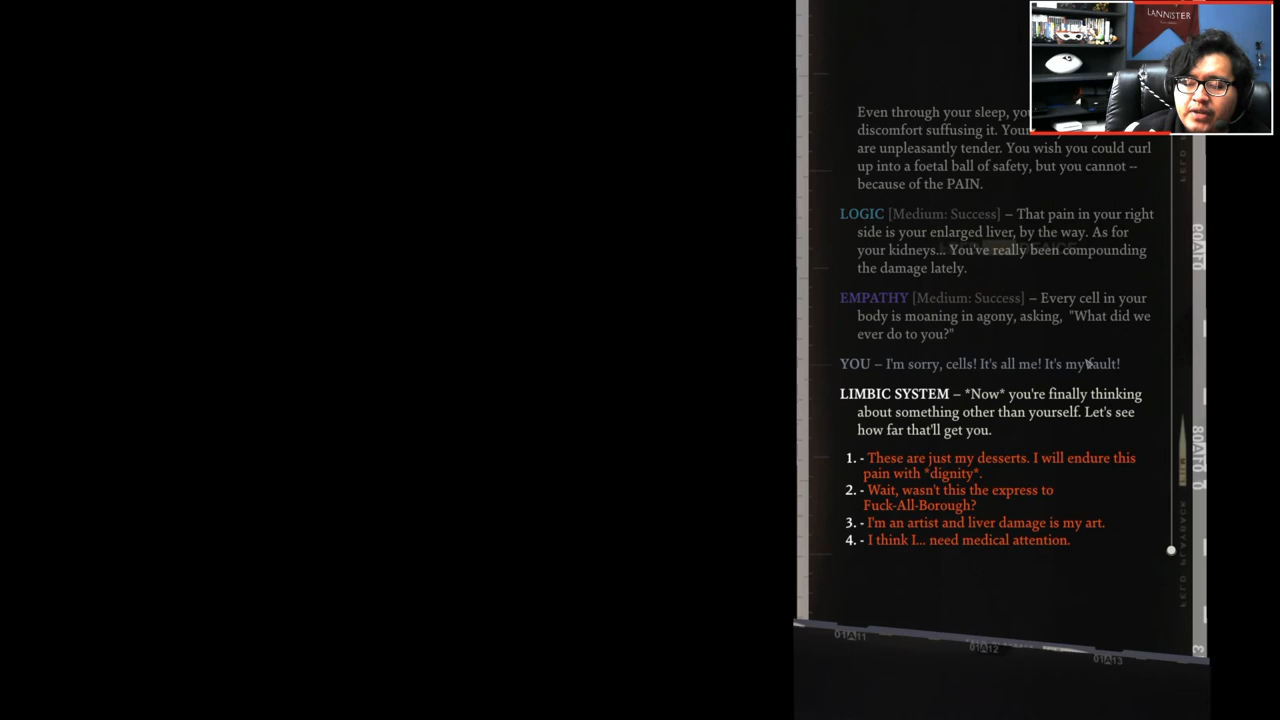 LANNISTER
Even through your sleep, you
discomfort suffusing it. Your
are unpleasantly tender. You wish you could curl
up into a foetal ball of safety, but you cannot --
because of the PAIN.
LOGIC [Medium: Success] – That pain in your right
side is your enlarged liver, by the way. As for
your kidneys... You've really been compounding
the damage lately.
EMPATHY [Medium: Success] – Every cell in your
body is moaning in agony, asking, "What did we
ever do to you?"
YOU – I'm sorry, cells! It's all me! It's my fault!
LIMBIC SYSTEM – *Now* you're finally thinking
about something other than yourself. Let's see
how far that'll get you.
1. - These are just my desserts. I will endure this
pain with *dignity*.
2. - Wait, wasn't this the express to
Fuck-All-Borough?
3. - I'm an artist and liver damage is my art.
4. - I think I... need medical attention.
01A11
01A12
01A13